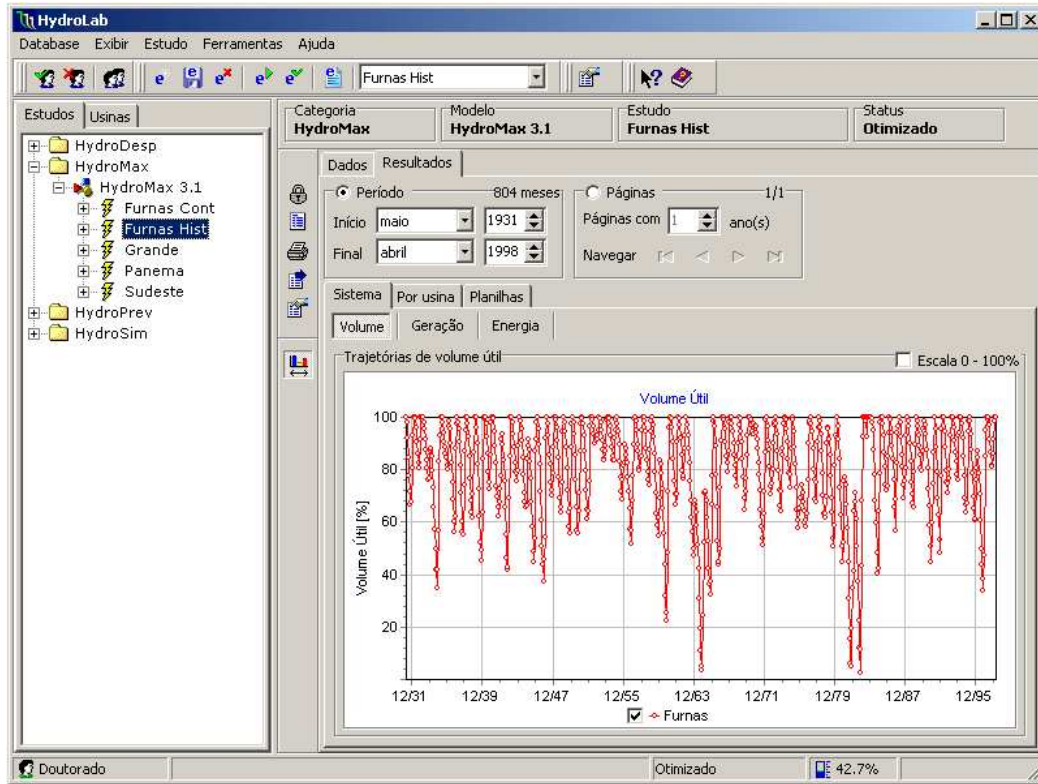 HydroLab
Database Exibir Estudo Ferramentas Ajuda
Furnas Hist
Estudos Usinas
HydroDesp
HydroMax
HydroMax 3.1
Furnas Cont
Furnas Hist
Grande
Panema
Sudeste
HydroPrev
HydroSim
Categoria Modelo Estudo Status
HydroMax HydroMax 3.1 Furnas Hist Otimizado
Dados Resultados
Período 804 meses Páginas 1/1
Início maio 1931 Páginas com 1 ano(s)
Final abril 1998 Navegar
Sistema Por usina Planilhas
Volume Geração Energia
Trajetórias de volume útil Escala 0 - 100%
Volume Útil
Volume Útil [%]
100
80
60
40
20
12/31 12/39 12/47 12/55 12/63 12/71 12/79 12/87 12/95
Furnas
Doutorado Otimizado 42.7%